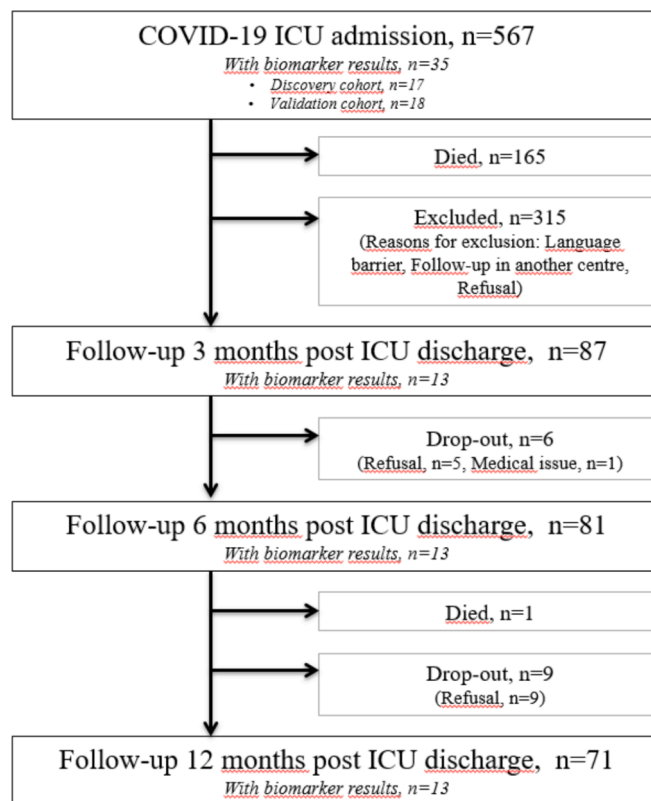 COVID-19 ICU admission, n=567
With biomarker results, n=35
• Discovery cohort, n=17
• Validation cohort, n=18
Died, n=165
Excluded, n=315
(Reasons for exclusion: Language
barrier, Follow-up in another centre,
Refusal)
Follow-up 3 months post ICU discharge, n=87
With biomarker results, n=13
Drop-out, n=6
(Refusal, n=5, Medical issue, n=1)
Follow-up 6 months post ICU discharge, n=81
With biomarker results, n=13
Died, n=1
Drop-out, n=9
(Refusal, n=9)
Follow-up 12 months post ICU discharge, n=71
With biomarker results, n=13